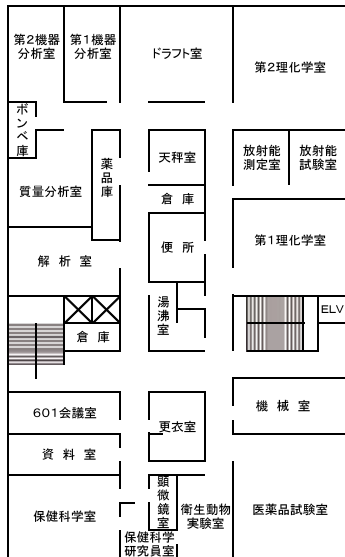 第2機器
分析室
第1機器
分析室
ドラフト室
第2理化学室
ボンベ庫
薬品庫
天秤室
放射能
測定室
放射能
試験室
質量分析室
倉 庫
便 所
第1理化学室
解 析 室
湯沸室
ELV
倉 庫
601会議室
更衣室
機 械 室
資 料 室
保健科学室
顕微鏡室
衛生動物
実験室
医薬品試験室
保健科学
研究員室